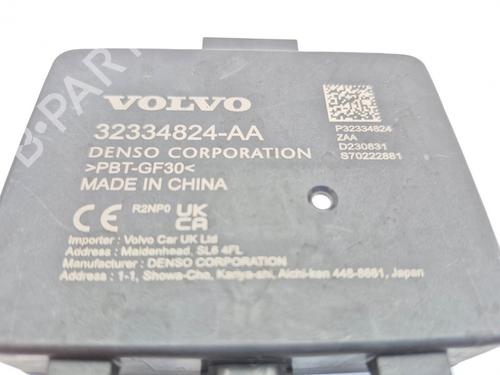 VOLVO
32334824-AA
DENSO CORPORATION
>PBT-GF30<
MADE IN CHINA
P32334824
ZAA
D230831
S70222881
CE R2NP0 UK CA
Importer : Volvo Car UK Ltd
Address : Maidenhead, SL6 4FL
Manufacturer : DENSO CORPORATION
Address : 1-1, Showa-Cho, Kariya-shi, Aichi-ken 448-8661, Japan
B-PART